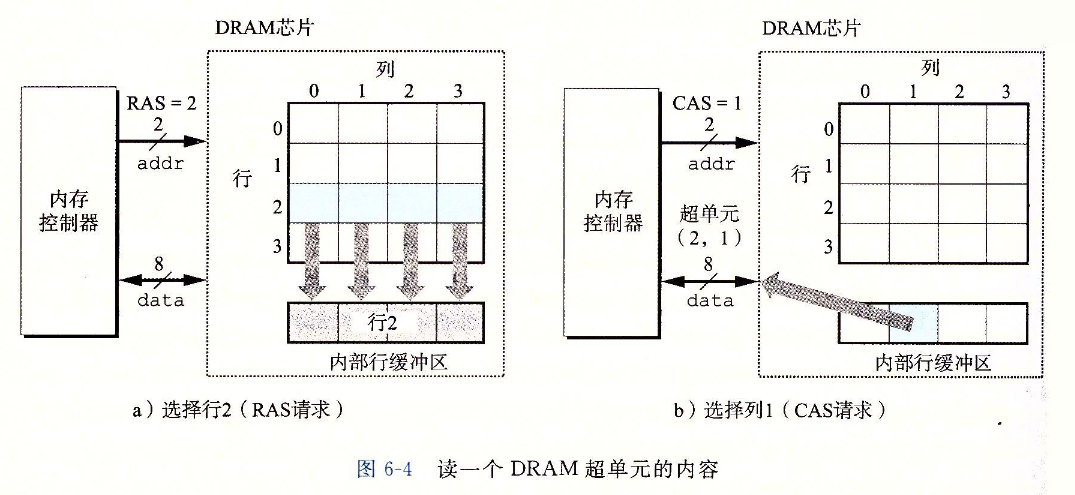 DRAM芯片
列
0 1 2 3
RAS = 2
2
addr
0
1
行
2
3
内存
控制器
8
data
行2
内部行缓冲区
a）选择行2（RAS请求）
DRAM芯片
列
0 1 2 3
CAS = 1
2
addr
0
行 1
2
3
内存
控制器
超单元
（2，1）
8
data
内部行缓冲区
b）选择列1（CAS请求）
图 6-4 读一个 DRAM 超单元的内容